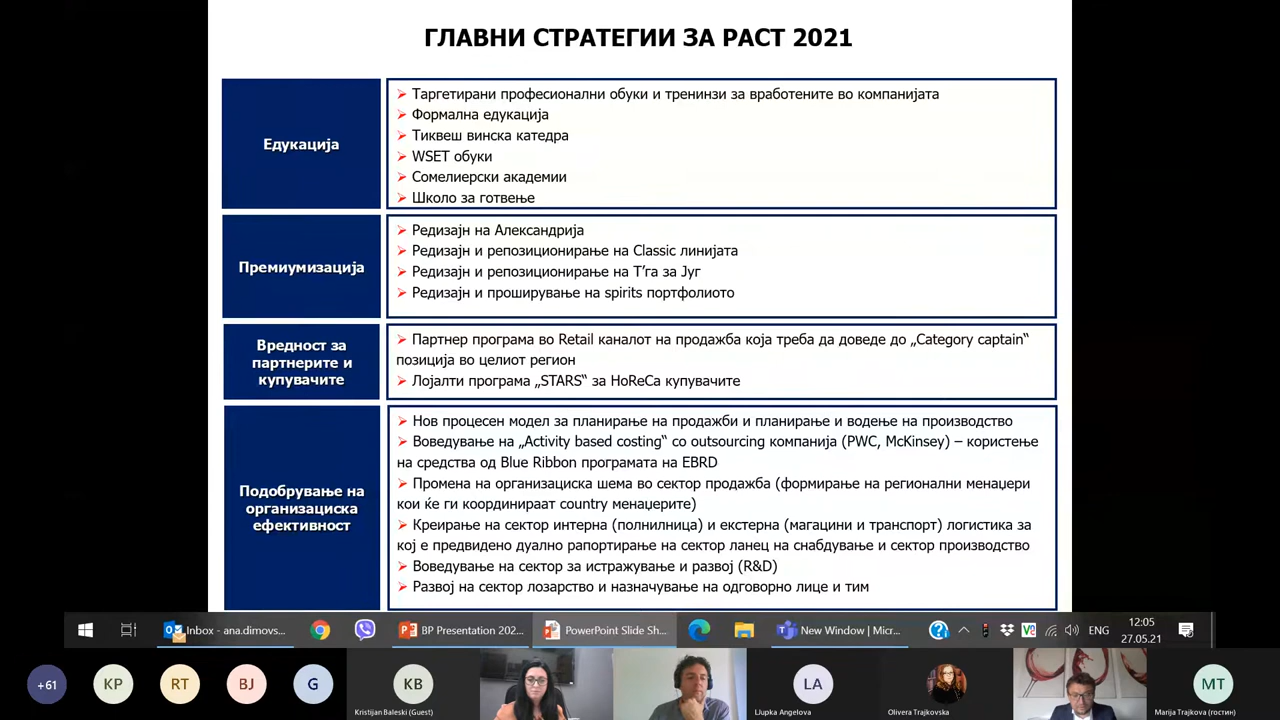 ГЛАВНИ СТРАТЕГИИ ЗА РАСТ 2021
Едукација
Таргетирани професионални обуки и тренинзи за вработените во компанијата
Формална едукација
Тиквеш винска катедра
WSET обуки
Сомелиерски академии
Школо за готвење
Премиумизација
Редизајн на Александрија
Редизајн и репозиционирање на Classic линијата
Редизајн и репозиционирање на Т’га за Југ
Редизајн и проширување на spirits портфолиото
Вредност за
партнерите и
купувачите
Партнер програма во Retail каналот на продажба која треба да доведе до „Category captain“
позиција во целиот регион
Лојалти програма „STARS“ за HoReCa купувачите
Подобрување на
организациска
ефективност
Нов процесен модел за планирање на продажби и планирање и водење на производство
Воведување на „Activity based costing“ со outsourcing компанија (PWC, McKinsey) – користење
на средства од Blue Ribbon програмата на EBRD
Промена на организациска шема во сектор продажба (формирање на регионални менаџери
кои ќе ги координираат country менаџерите)
Креирање на сектор интерна (полнилница) и екстерна (магацини и транспорт) логистика за
кој е предвидено дуално рапортирање на сектор ланец на снабдување и сектор производство
Воведување на сектор за истражување и развој (R&D)
Развој на сектор лозарство и назначување на одговорно лице и тим
Inbox - ana.dimovs...
BP Presentation 202...
PowerPoint Slide Sh...
New Window | Micr...
ENG
12:05
27.05.21
+61
KP
RT
BJ
G
KB
Kristijan Baleski (Guest)
LA
LJupka Angelova
Olivera Trajkovska
MT
Marija Trajkova (гостин)